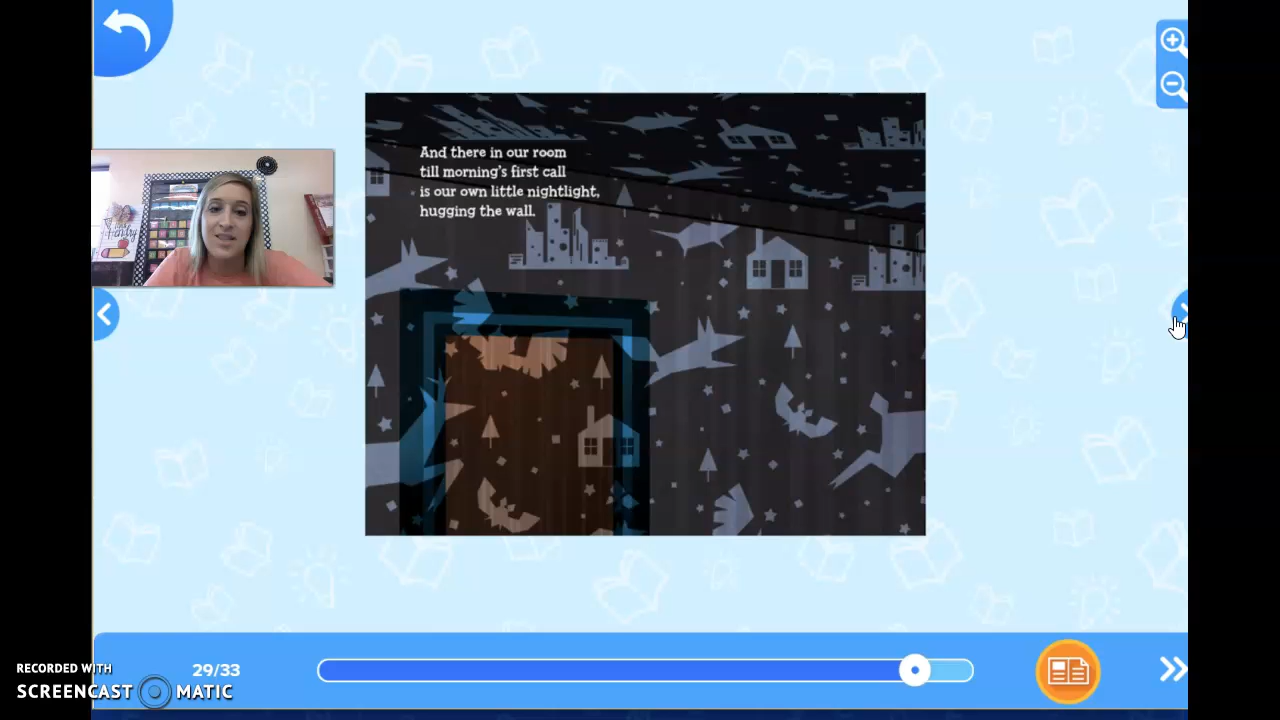 And there in our room
till morning's first call
is our own little nightlight,
hugging the wall.
29/33
RECORDED WITH
SCREENCAST MATIC